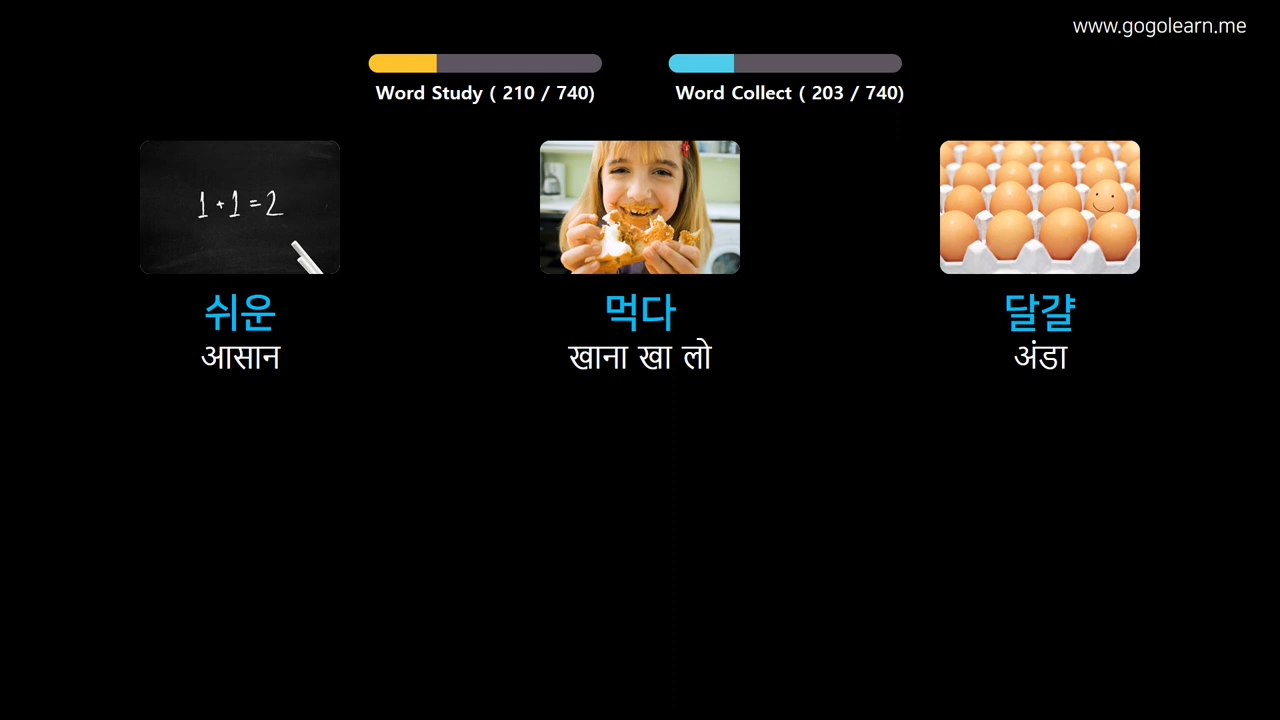 www.gogolearn.me
Word Study ( 210 / 740)
Word Collect ( 203 / 740)
1 + 1 = 2
쉬운
먹다
달걀
आसान
खाना खा लो
अंडा